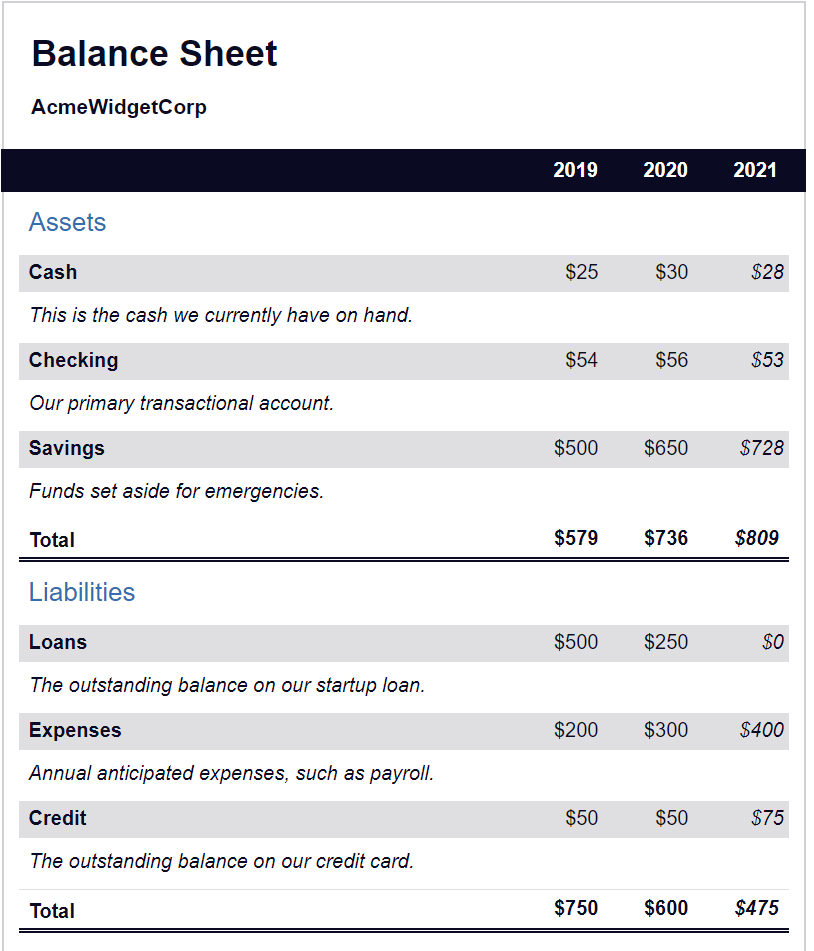 Balance Sheet
AcmeWidgetCorp
2019 2020 2021
Assets
Cash $25 $30 $28
This is the cash we currently have on hand.
Checking $54 $56 $53
Our primary transactional account.
Savings $500 $650 $728
Funds set aside for emergencies.
Total $579 $736 $809
Liabilities
Loans $500 $250 $0
The outstanding balance on our startup loan.
Expenses $200 $300 $400
Annual anticipated expenses, such as payroll.
Credit $50 $50 $75
The outstanding balance on our credit card.
Total $750 $600 $475